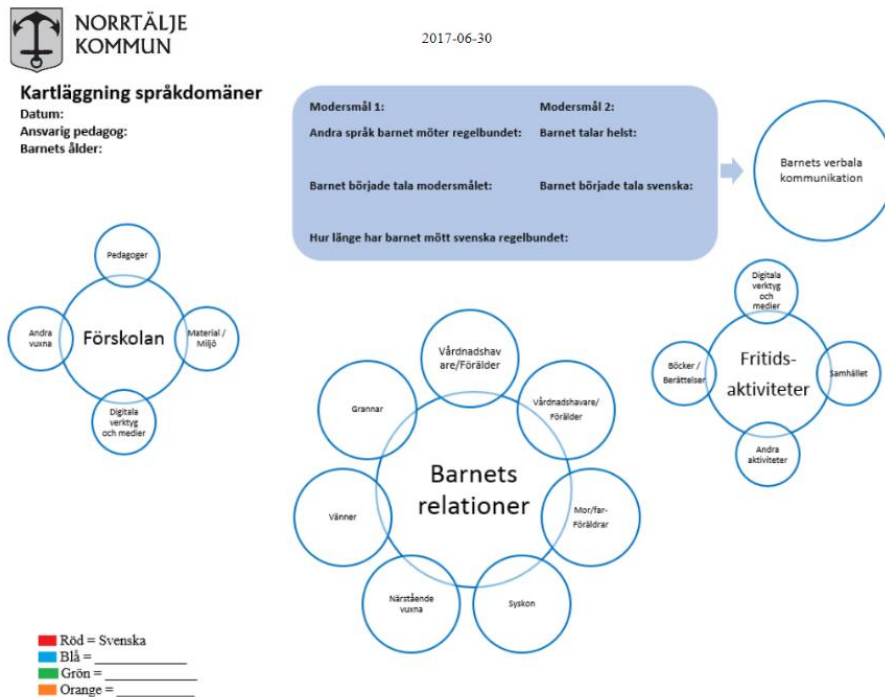 NORRTÄLJE
KOMMUN
2017-06-30
Kartläggning språkdomäner
Datum:
Ansvarig pedagog:
Barnets ålder:
Modersmål 1:
Modersmål 2:
Andra språk barnet möter regelbundet:
Barnet talar helst:
Barnet började tala modersmålet:
Barnet började tala svenska:
Hur länge har barnet mött svenska regelbundet:
Barnets verbala
kommunikation
Pedagoger
Andra
vuxna
Förskolan
Material /
Miljö
Digitala
verktyg
och medier
Vårdnadshav
are/Förälder
Grannar
Vårdnadshavare/
Förälder
Barnets
relationer
Vänner
Mor/far-
Föräldrar
Närstående
vuxna
Syskon
Digitala
verktyg
och
medier
Böcker /
Berättelser
Fritids-
aktiviteter
Samhället
Andra
aktiviteter
Röd = Svenska
Blå = ____________
Grön = ____________
Orange = __________